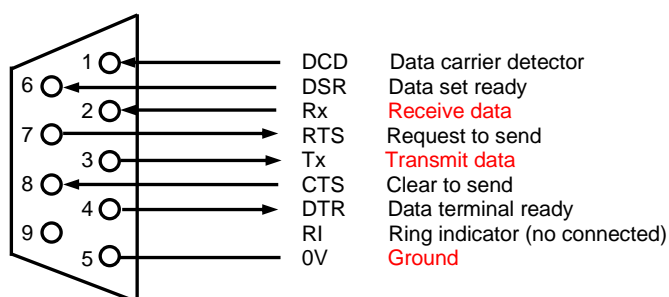 1 DCD Data carrier detector
6 DSR Data set ready
2 Rx Receive data
7 RTS Request to send
3 Tx Transmit data
8 CTS Clear to send
4 DTR Data terminal ready
9 RI Ring indicator (no connected)
5 0V Ground